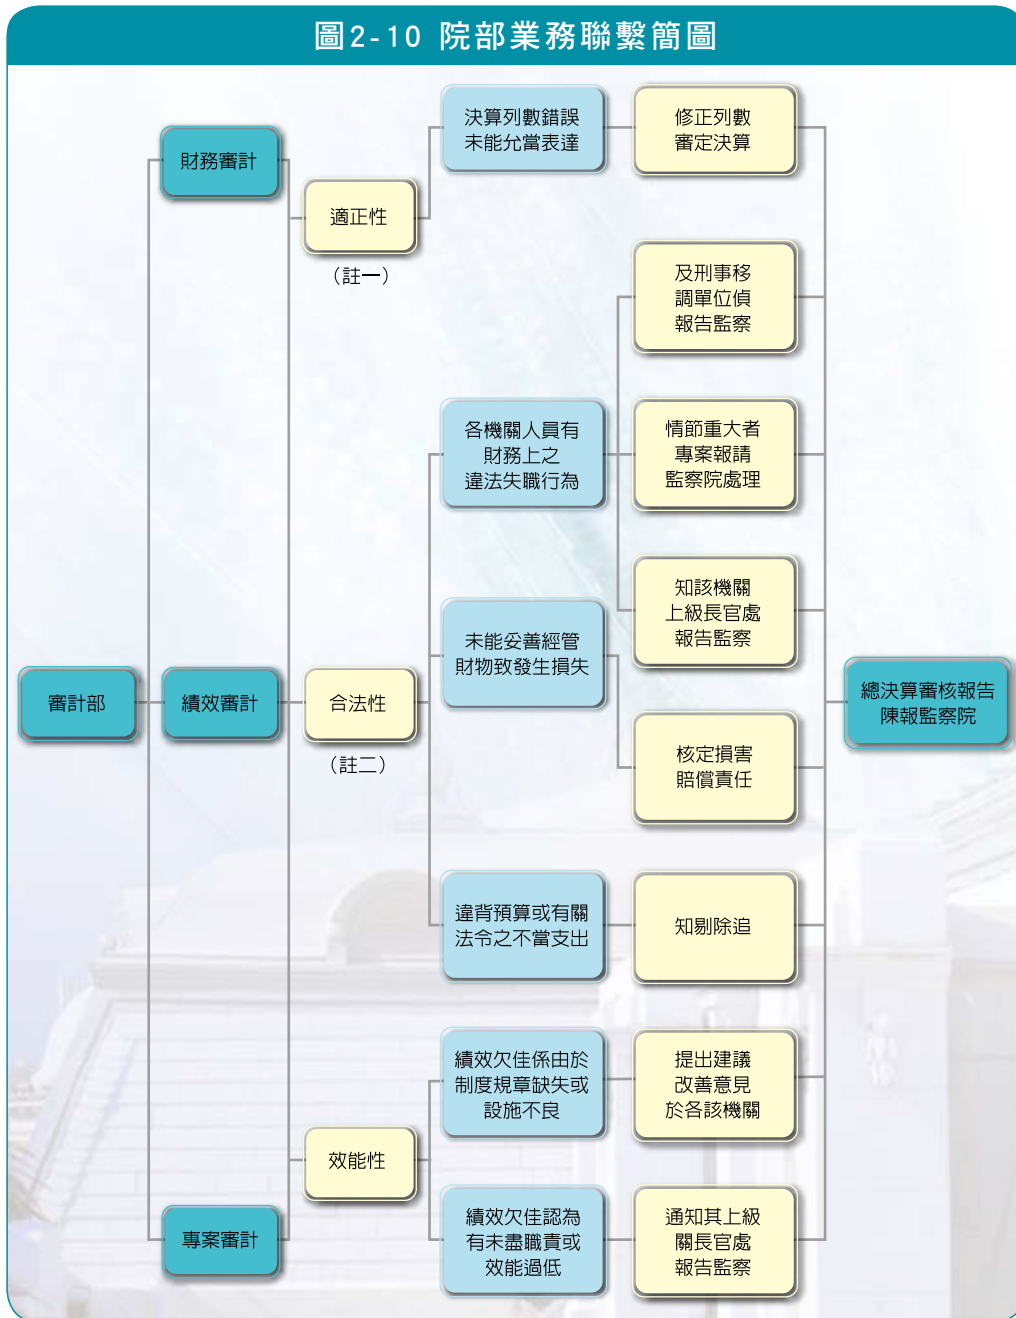 圖2-10 院部業務聯繫簡圖
審計部
財務審計
績效審計
專案審計
適正性
（註一）
合法性
（註二）
效能性
決算列數錯誤
未能允當表達
修正列數
審定決算
各機關人員有
財務上之
違法失職行為
及刑事移
調單位偵
報告監察
情節重大者
專案報請
監察院處理
知該機關
上級長官處
報告監察
未能妥善經管
財物致發生損失
核定損害
賠償責任
違背預算或有關
法令之不當支出
知剔除追
績效欠佳係由於
制度規章缺失或
設施不良
提出建議
改善意見
於各該機關
績效欠佳認為
有未盡職責或
效能過低
通知其上級
關長官處
報告監察
總決算審核報告
陳報監察院